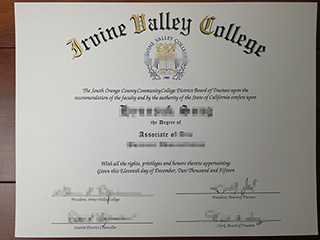 Irvine Valley College
IRVINE VALLEY COLLEGE
The South Orange County Community College District Board of Trustees upon the
recommendation of the faculty and by the authority of the State of California confers upon
the Degree of
Associate of
With all the rights, privileges and honors thereto appertaining.
Given this Eleventh day of December, Two Thousand and Fifteen
President, Irvine Valley College
President, Board of Trustees
Interim District Chancellor
Clerk, Board of Trustees